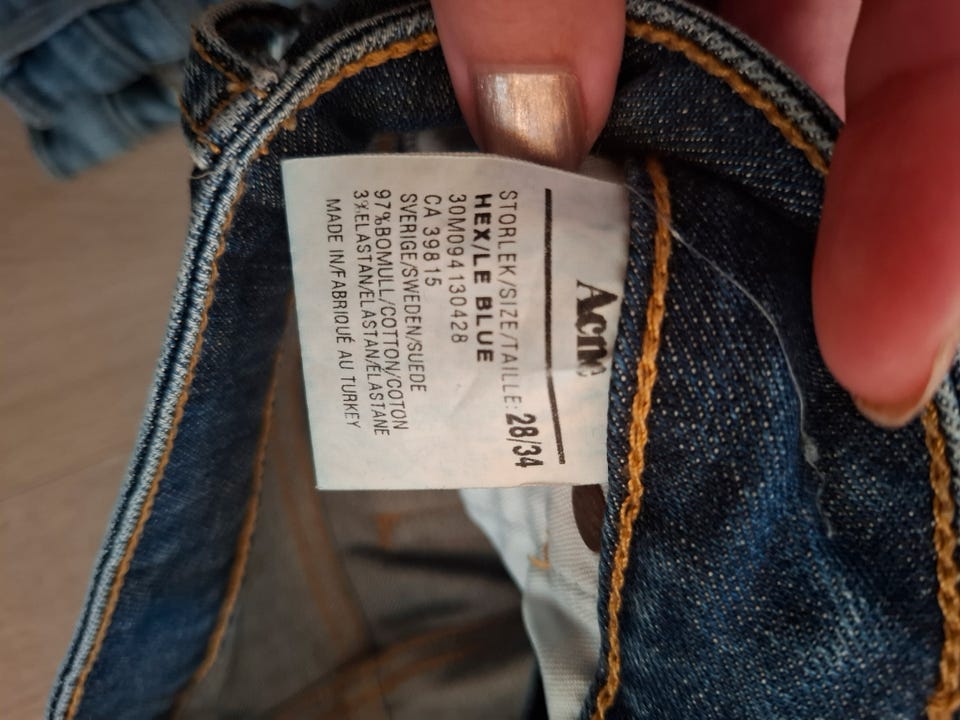 Acne
STORLEK/SIZE/TAILLE: 28/34
HEX/LE BLUE
30M094130428
CA 39815
SVERIGE/SWEDEN/SUEDE
97%BOMULL/COTTON/COTON
3%ELASTAN/ELASTAN/ÉLASTANE
MADE IN/FABRIQUÉ AU TURKEY